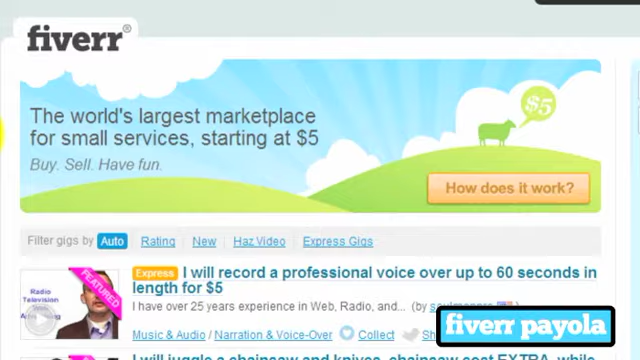 fiverr®
The world's largest marketplace
for small services, starting at $5
$5
Buy. Sell. Have fun.
How does it work?
Filter gigs by Auto Rating New Haz Video Express Gigs
FEATURED
Radio
Television
Express I will record a professional voice over up to 60 seconds in
length for $5
I have over 25 years experience in Web, Radio, and... (by
Music & Audio / Narration & Voice-Over Collect
fiverr payola
I will juggle a chainsaw and knives, chainsaw cost EXTRA, while